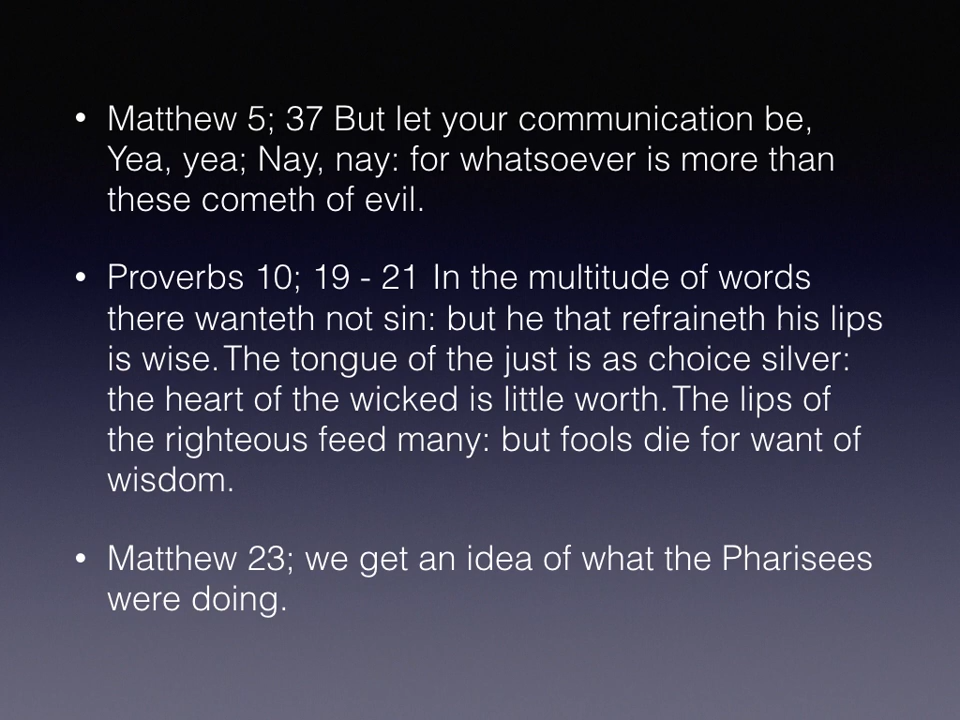 • Matthew 5; 37 But let your communication be,
Yea, yea; Nay, nay: for whatsoever is more than
these cometh of evil.
• Proverbs 10; 19 - 21 In the multitude of words
there wanteth not sin: but he that refraineth his lips
is wise. The tongue of the just is as choice silver:
the heart of the wicked is little worth. The lips of
the righteous feed many: but fools die for want of
wisdom.
• Matthew 23; we get an idea of what the Pharisees
were doing.